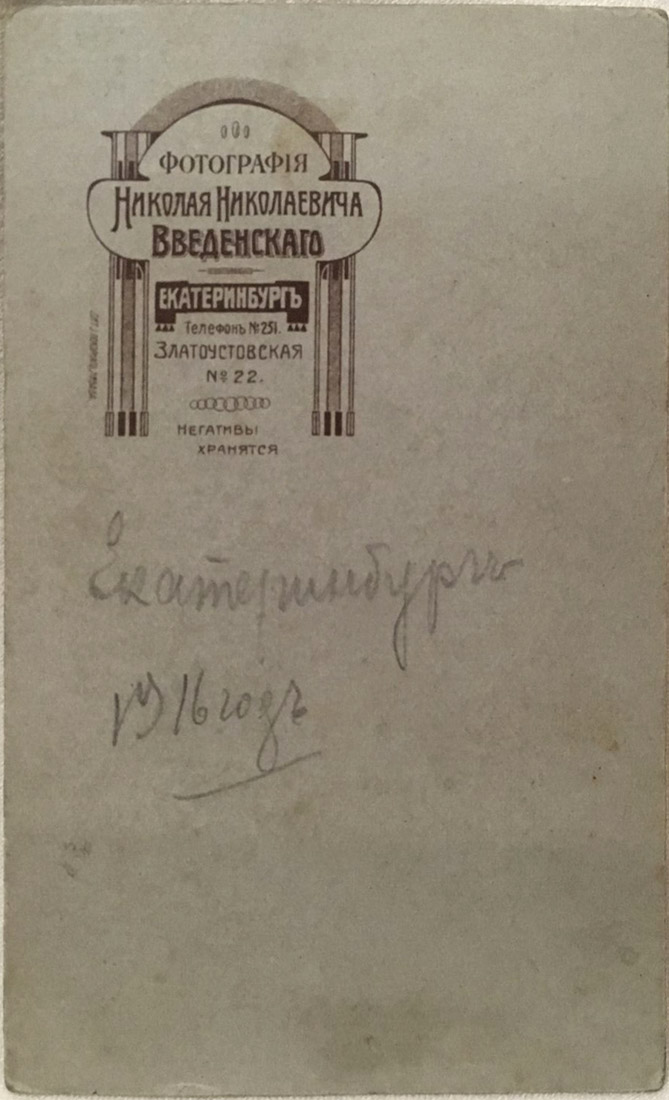 ФОТОГРАФІЯ
НИКОЛАЯ НИКОЛАЕВИЧА
ВВЕДЕНСКАГО
ЕКАТЕРИНБУРГЪ
Телефонъ № 251.
ЗЛАТОУСТОВСКАЯ
№ 22.
НЕГАТИВЫ
ХРАНЯТСЯ
Екатеринбургъ
1916 годъ